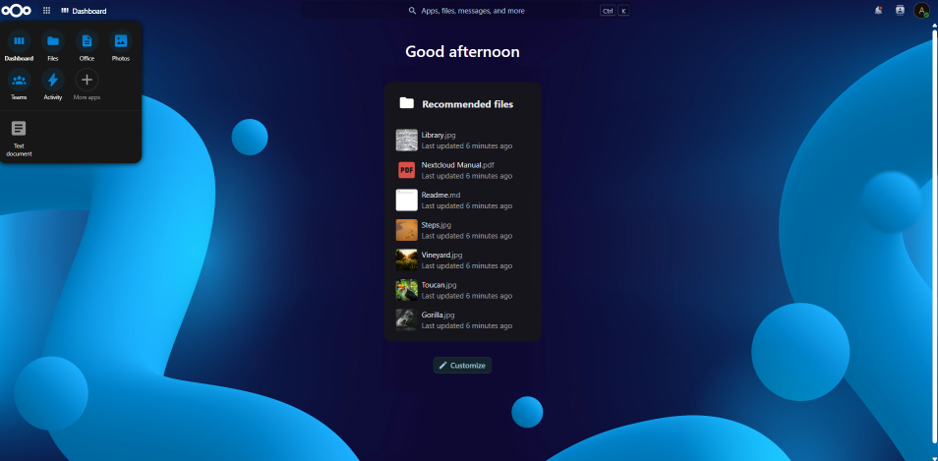 Dashboard
Apps, files, messages, and more
Ctrl K
A
Dashboard Files Office Photos
Teams Activity More apps
Text
document
Good afternoon
Recommended files
Library.jpg
Last updated 6 minutes ago
PDF
Nextcloud Manual.pdf
Last updated 6 minutes ago
Readme.md
Last updated 6 minutes ago
Steps.jpg
Last updated 6 minutes ago
Vineyard.jpg
Last updated 6 minutes ago
Toucan.jpg
Last updated 6 minutes ago
Gorilla.jpg
Last updated 6 minutes ago
Customize